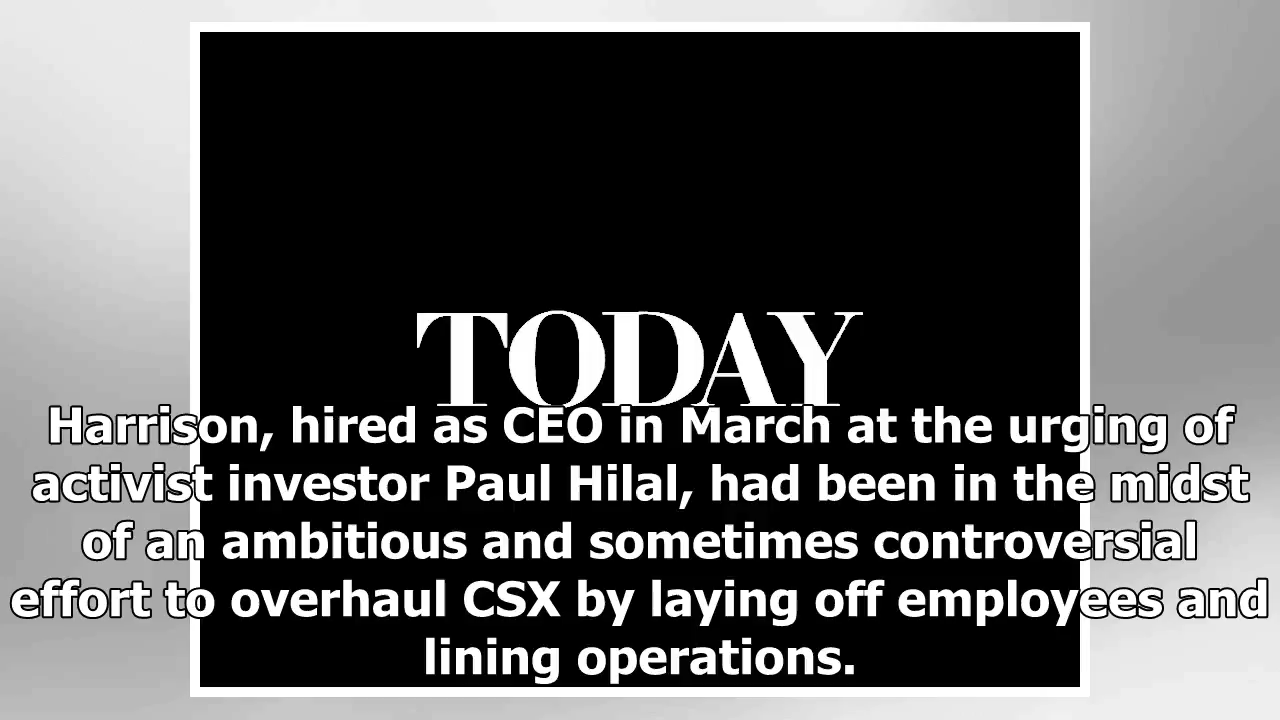 TODAY
Harrison, hired as CEO in March at the urging of
activist investor Paul Hilal, had been in the midst
of an ambitious and sometimes controversial
effort to overhaul CSX by laying off employees and
lining operations.